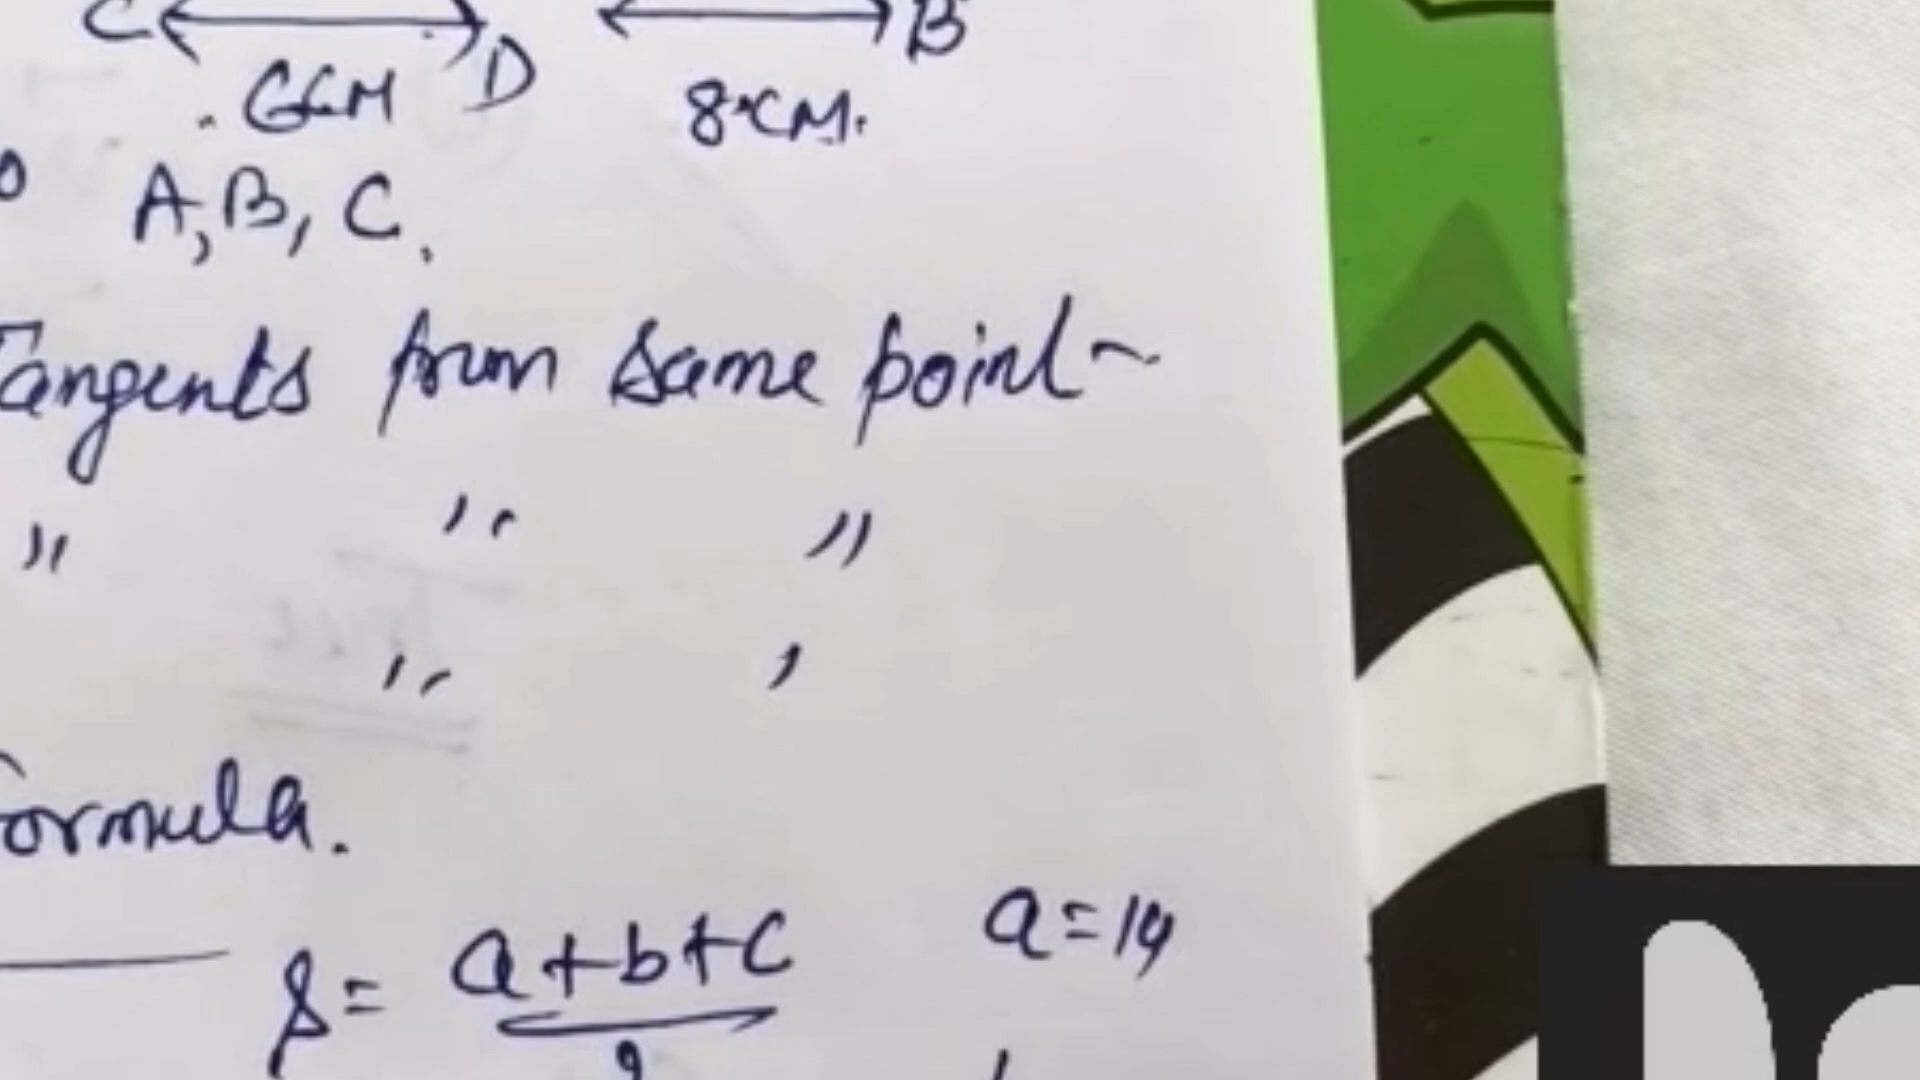 C D B
6CM 8CM.
A, B, C.
Tangents from same point
" " "
" "
Formula.
a = 14
s = a+b+c